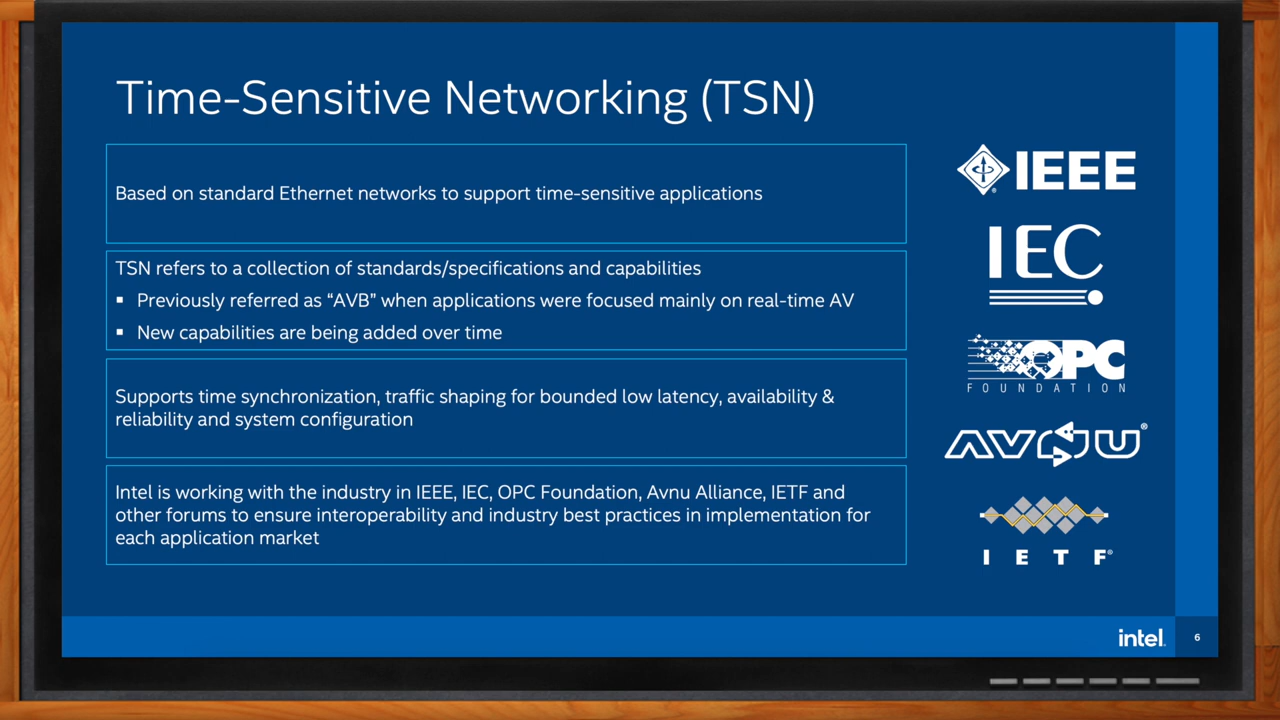 Time-Sensitive Networking (TSN)
Based on standard Ethernet networks to support time-sensitive applications
TSN refers to a collection of standards/specifications and capabilities
▪ Previously referred as “AVB” when applications were focused mainly on real-time AV
▪ New capabilities are being added over time
Supports time synchronization, traffic shaping for bounded low latency, availability &
reliability and system configuration
Intel is working with the industry in IEEE, IEC, OPC Foundation, Avnu Alliance, IETF and
other forums to ensure interoperability and industry best practices in implementation for
each application market
IEEE
IEC
OPC
FOUNDATION
AVNU®
IETF®
intel.
6